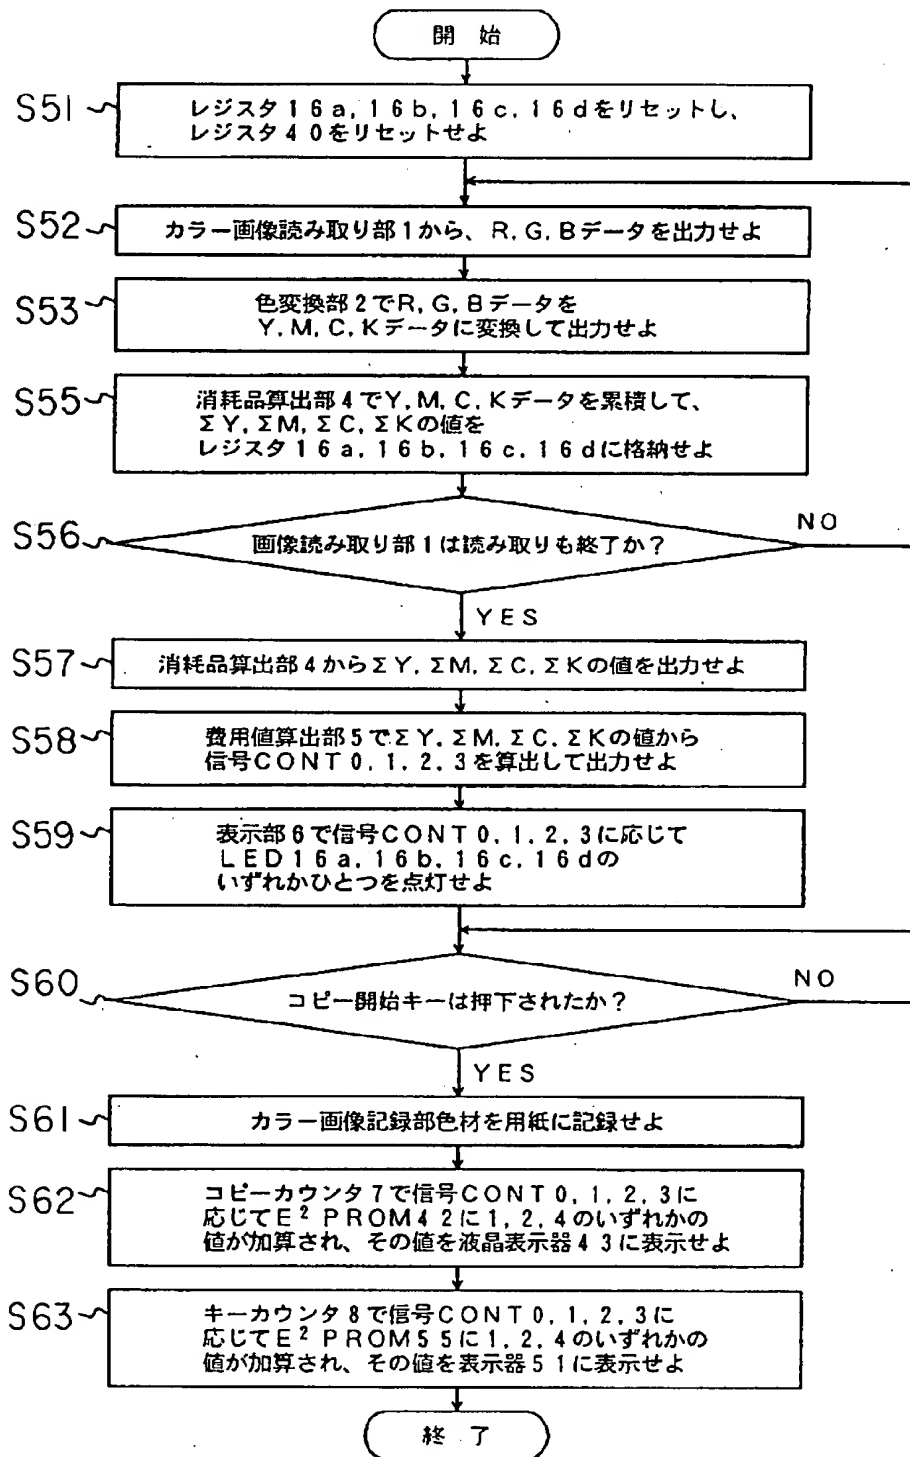 開 始
S51
レジスタ16a,16b,16c,16dをリセットし、
レジスタ40をリセットせよ
S52
カラー画像読み取り部1から、R,G,Bデータを出力せよ
S53
色変換部2でR,G,Bデータを
Y,M,C,Kデータに変換して出力せよ
S55
消耗品算出部4でY,M,C,Kデータを累積して、
ΣY,ΣM,ΣC,ΣKの値を
レジスタ16a,16b,16c,16dに格納せよ
S56
画像読み取り部1は読み取りも終了か?
NO
YES
S57
消耗品算出部4からΣY,ΣM,ΣC,ΣKの値を出力せよ
S58
費用値算出部5でΣY,ΣM,ΣC,ΣKの値から
信号CONT0,1,2,3を算出して出力せよ
S59
表示部6で信号CONT0,1,2,3に応じて
LED16a,16b,16c,16dの
いずれかひとつを点灯せよ
S60
コピー開始キーは押下されたか?
NO
YES
S61
カラー画像記録部色材を用紙に記録せよ
S62
コピーカウンタ7で信号CONT0,1,2,3に
応じてE² PROM42に1,2,4のいずれかの
値が加算され、その値を液晶表示器43に表示せよ
S63
キーカウンタ8で信号CONT0,1,2,3に
応じてE² PROM55に1,2,4のいずれかの
値が加算され、その値を表示器51に表示せよ
終 了